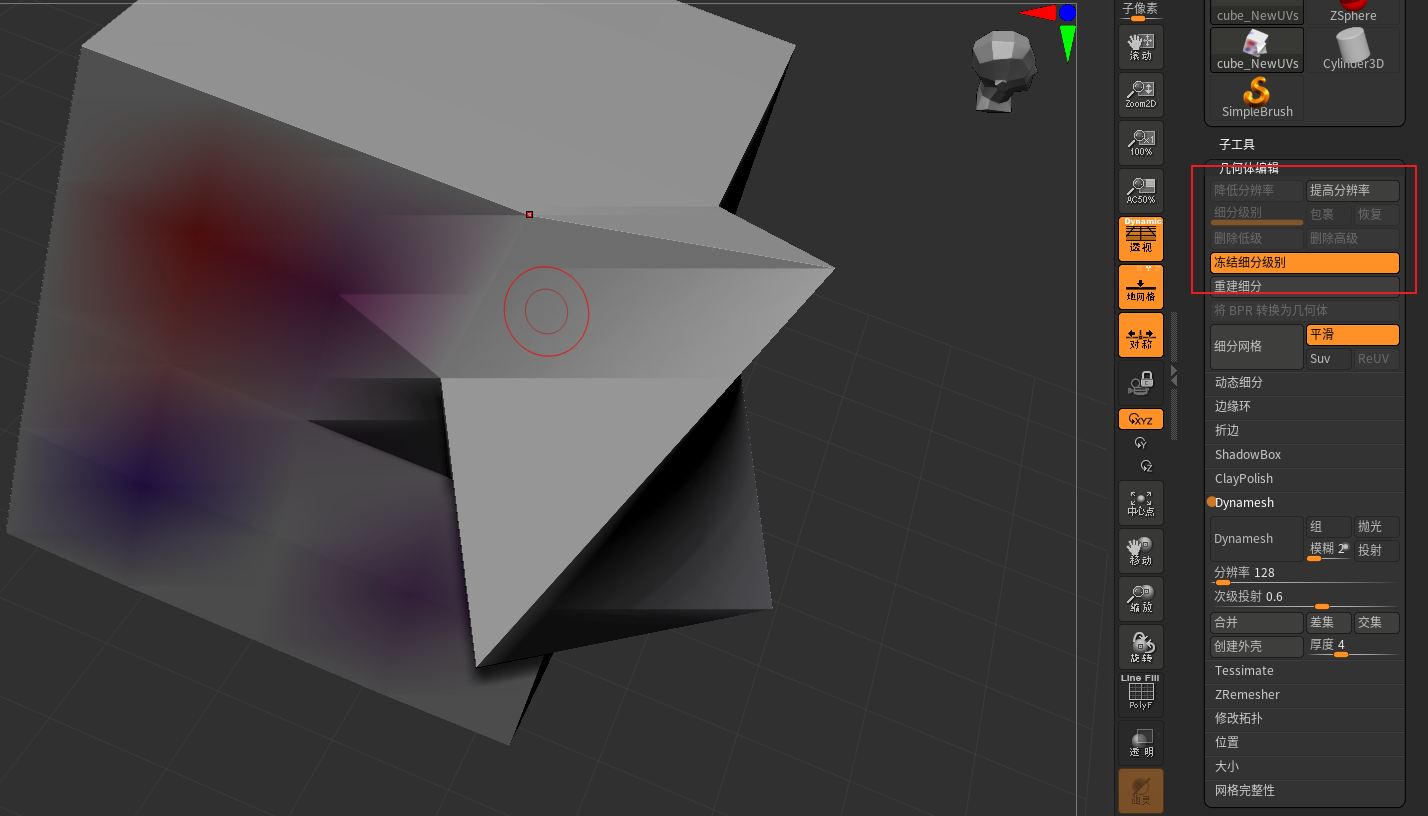 子像素
滚动
Zoom2D
100%
AC50%
Dynamic
透视
地网格
对称
XYZ
Y
Z
中心点
移动
缩放
旋转
Line Fill
PolyF
透 明
cube_NewUVs
ZSphere
cube_NewUVs
Cylinder3D
SimpleBrush
子工具
几何体编辑
降低分辨率
提高分辨率
细分级别
包裹
恢复
删除低级
删除高级
冻结细分级别
重建细分
将 BPR 转换为几何体
细分网格
平滑
Suv
ReUV
动态细分
边缘环
折边
ShadowBox
ClayPolish
Dynamesh
Dynamesh
组
抛光
模糊 2
投射
分辨率 128
次级投射 0.6
合并
差集
交集
创建外壳
厚度 4
Tessimate
ZRemesher
修改拓扑
位置
大小
网格完整性